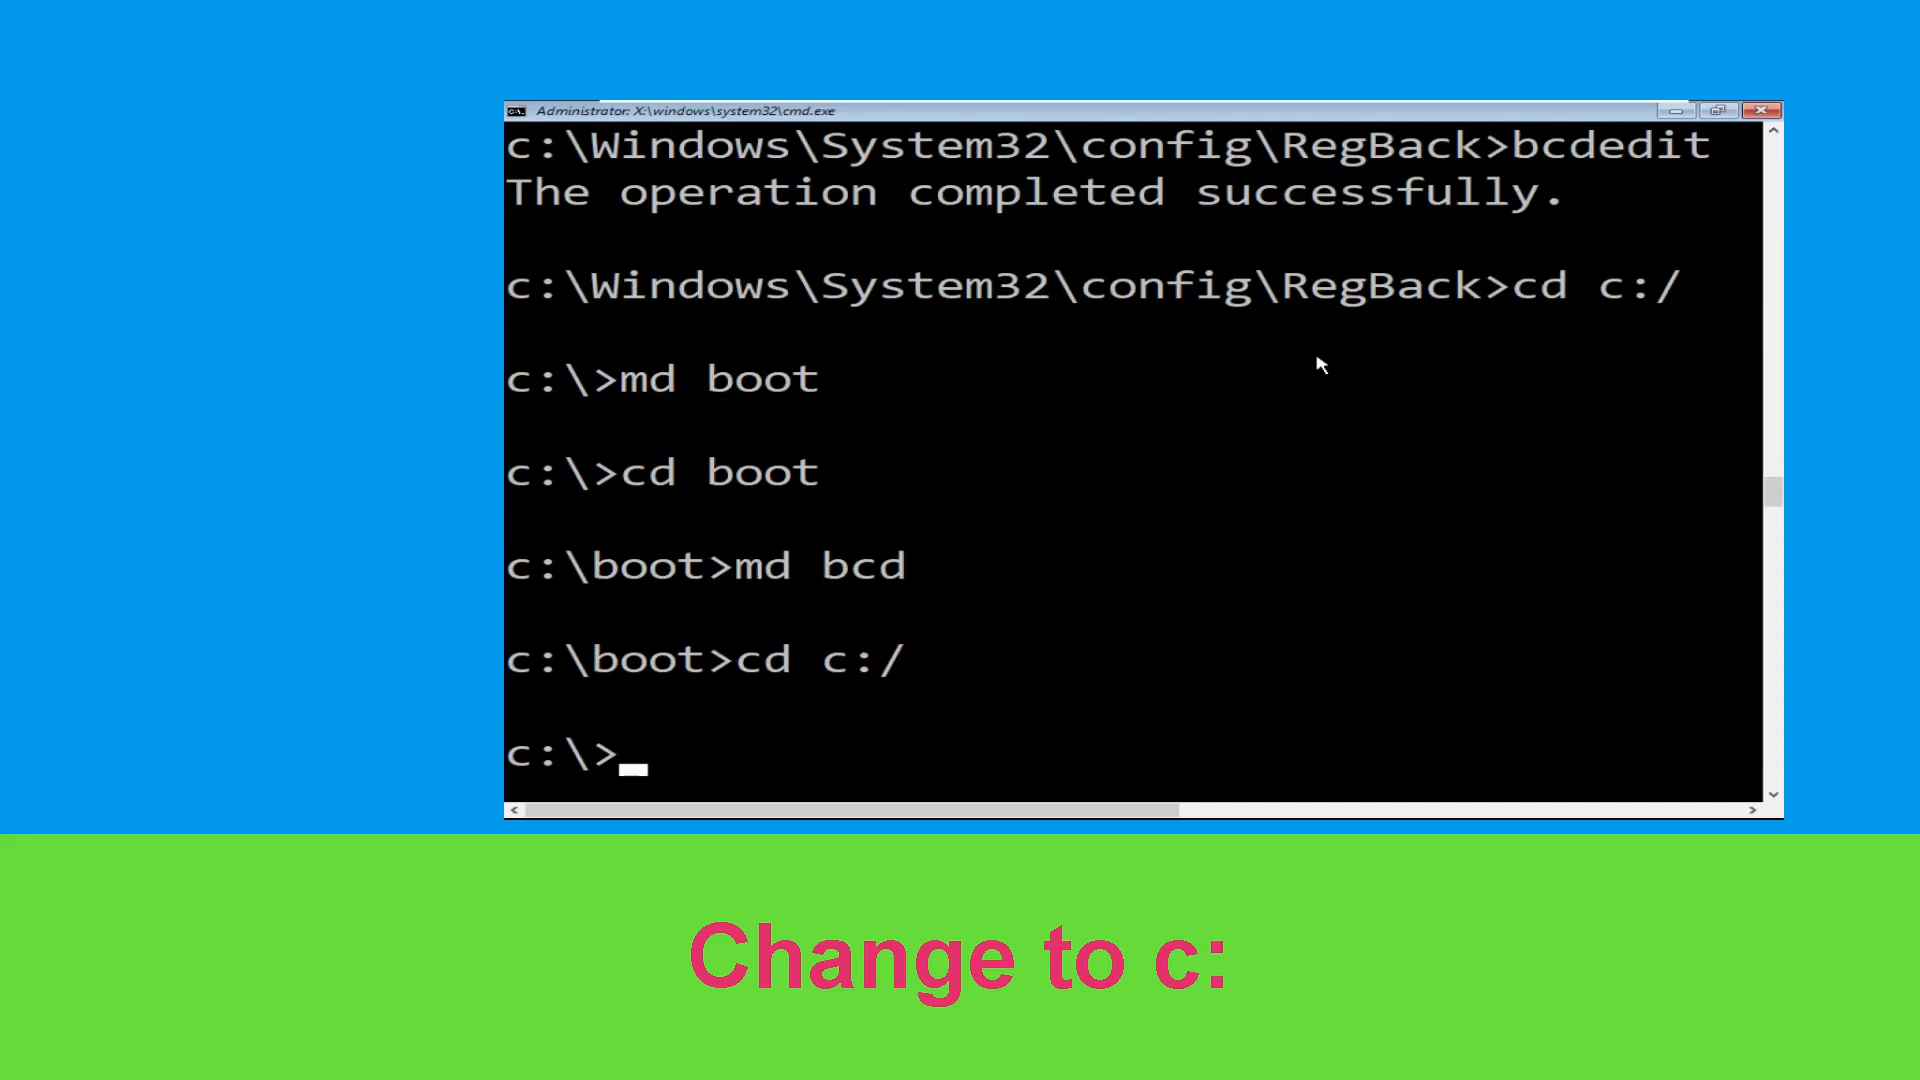 Administrator: X:\windows\system32\cmd.exe
c:\Windows\System32\config\RegBack>bcdedit
The operation completed successfully.
c:\Windows\System32\config\RegBack>cd c:/
c:\>md boot
c:\>cd boot
c:\boot>md bcd
c:\boot>cd c:/
c:\>
Change to c: